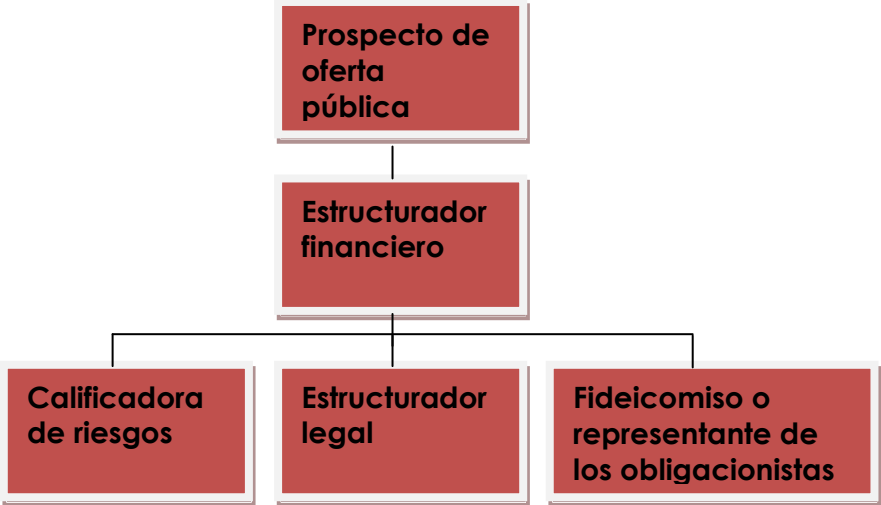 Prospecto de
oferta
pública
Estructurador
financiero
Calificadora
de riesgos
Estructurador
legal
Fideicomiso o
representante de
los obligacionistas